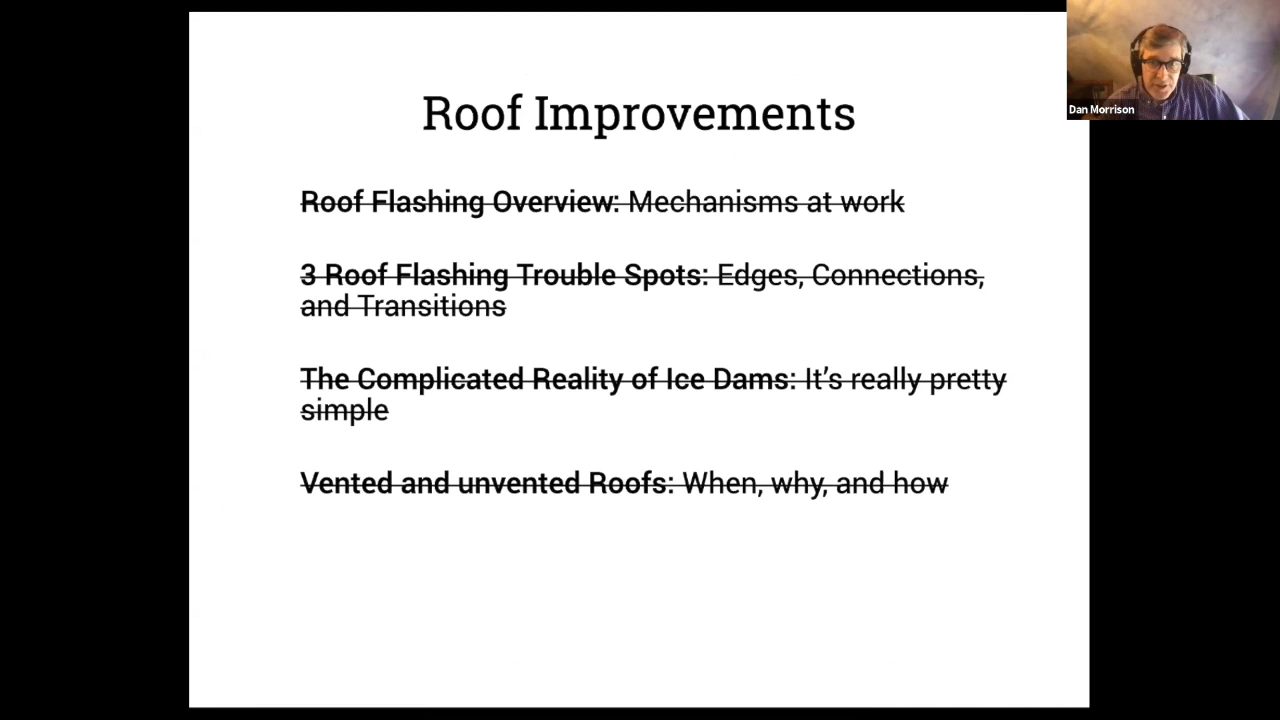 Roof Improvements
Dan Morrison
Roof Flashing Overview: Mechanisms at work
3 Roof Flashing Trouble Spots: Edges, Connections,
and Transitions
The Complicated Reality of Ice Dams: It’s really pretty
simple
Vented and unvented Roofs: When, why, and how